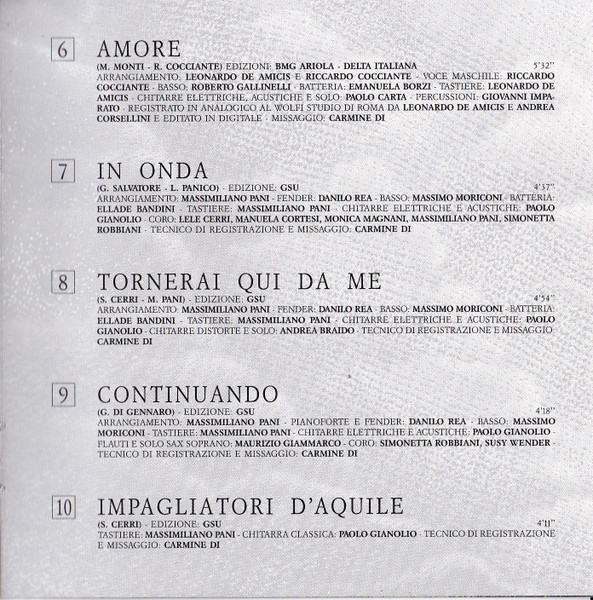 6 AMORE
(M. MONTI - R. COCCIANTE) EDIZIONE: BMG ARIOLA - DELTA ITALIANA 5'32"
ARRANGIAMENTO: LEONARDO DE AMICIS E RICCARDO COCCIANTE - VOCE MASCHILE: RICCARDO
COCCIANTE - BASSO: ROBERTO GALLINELLI - BATTERIA: EMANUELA BORZI - TASTIERE: LEONARDO DE
AMICIS - CHITARRE ELETTRICHE, ACUSTICHE E SOLO: PAOLO CARTA - PERCUSSIONI: GIOVANNI IMPA-
RATO - REGISTRATO IN ANALOGICO AL WOLFI STUDIO DI ROMA DA LEONARDO DE AMICIS E ANDREA
CORSELLINI E EDITATO IN DIGITALE - MISSAGGIO: CARMINE DI
7 IN ONDA
(G. SALVATORE - L. PANICO) - EDIZIONE: GSU 4'37"
ARRANGIAMENTO: MASSIMILIANO PANI - FENDER: DANILO REA - BASSO: MASSIMO MORICONI - BATTERIA:
ELLADE BANDINI - TASTIERE: MASSIMILIANO PANI - CHITARRE ELETTRICHE E ACUSTICHE: PAOLO
GIANOLIO - CORO: LELE CERRI, MANUELA CORTESI, MONICA MAGNANI, MASSIMILIANO PANI, SIMONETTA
ROBBIANI - TECNICO DI REGISTRAZIONE E MISSAGGIO: CARMINE DI
8 TORNERAI QUI DA ME
(S. CERRI - M. PANI) - EDIZIONE: GSU 4'54"
ARRANGIAMENTO: MASSIMILIANO PANI - FENDER: DANILO REA - BASSO: MASSIMO MORICONI - BATTERIA:
ELLADE BANDINI - TASTIERE: MASSIMILIANO PANI - CHITARRE ELETTRICHE E ACUSTICHE: PAOLO
GIANOLIO - CHITARRE DISTORTE E SOLO: ANDREA BRAIDO - TECNICO DI REGISTRAZIONE E MISSAGGIO:
CARMINE DI
9 CONTINUANDO
(G. DI GENNARO) - EDIZIONE: GSU 4'18"
ARRANGIAMENTO: MASSIMILIANO PANI - PIANOFORTE E FENDER: DANILO REA - BASSO: MASSIMO
MORICONI - TASTIERE: MASSIMILIANO PANI - CHITARRE ELETTRICHE E ACUSTICHE: PAOLO GIANOLIO -
FLAUTI E SOLO SAX SOPRANO: MAURIZIO GIAMMARCO - CORO: SIMONETTA ROBBIANI, SUSY WENDER -
TECNICO DI REGISTRAZIONE E MISSAGGIO: CARMINE DI
10 IMPAGLIATORI D'AQUILE
(S. CERRI) - EDIZIONE: GSU 4'11"
TASTIERE: MASSIMILIANO PANI - CHITARRA CLASSICA: PAOLO GIANOLIO - TECNICO DI REGISTRAZIONE
E MISSAGGIO: CARMINE DI